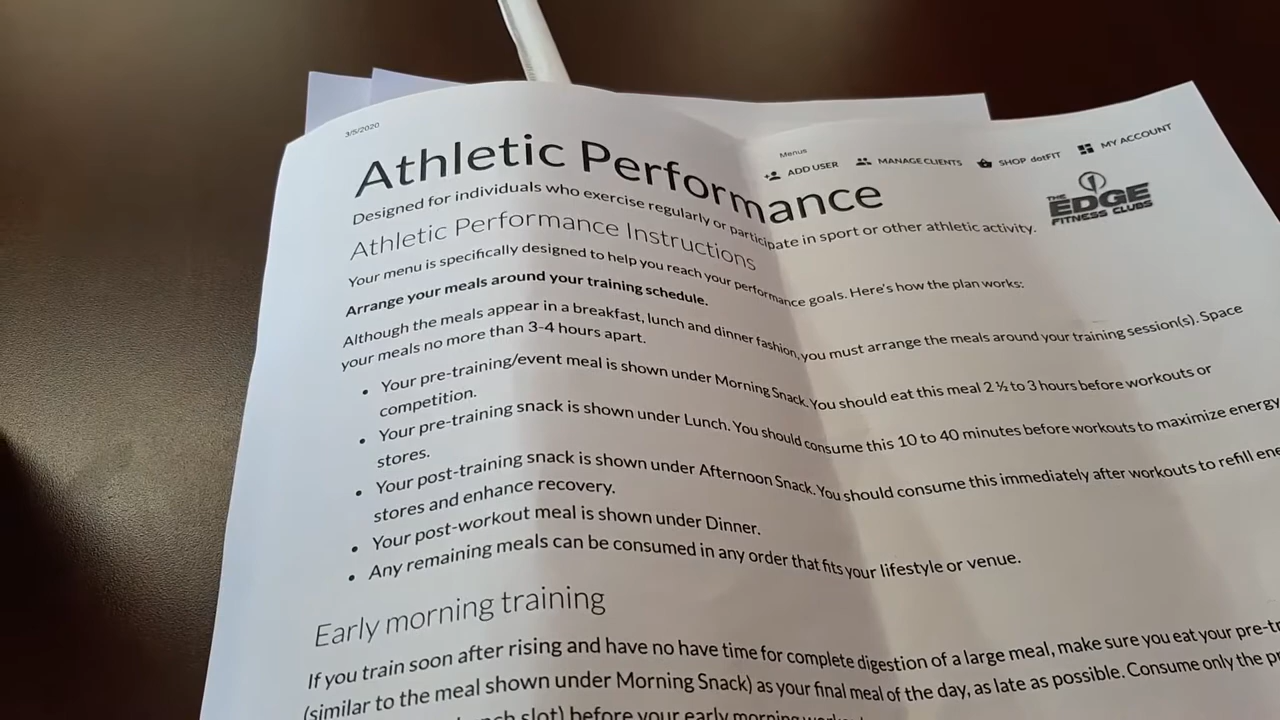 3/5/2020
Menus
ADD USER MANAGE CLIENTS SHOP dotFIT MY ACCOUNT
Athletic Performance
THE
EDGE
FITNESS CLUBS
Designed for individuals who exercise regularly or participate in sport or other athletic activity.
Athletic Performance Instructions
Your menu is specifically designed to help you reach your performance goals. Here's how the plan works:
Arrange your meals around your training schedule.
Although the meals appear in a breakfast, lunch and dinner fashion, you must arrange the meals around your training session(s). Space
your meals no more than 3-4 hours apart.
• Your pre-training/event meal is shown under Morning Snack. You should eat this meal 2 ½ to 3 hours before workouts or
competition.
• Your pre-training snack is shown under Lunch. You should consume this 10 to 40 minutes before workouts to maximize energy
stores.
• Your post-training snack is shown under Afternoon Snack. You should consume this immediately after workouts to refill ene
stores and enhance recovery.
• Your post-workout meal is shown under Dinner.
• Any remaining meals can be consumed in any order that fits your lifestyle or venue.
Early morning training
If you train soon after rising and have no have time for complete digestion of a large meal, make sure you eat your pre-tr
(similar to the meal shown under Morning Snack) as your final meal of the day, as late as possible. Consume only the p
slot) before your early morning